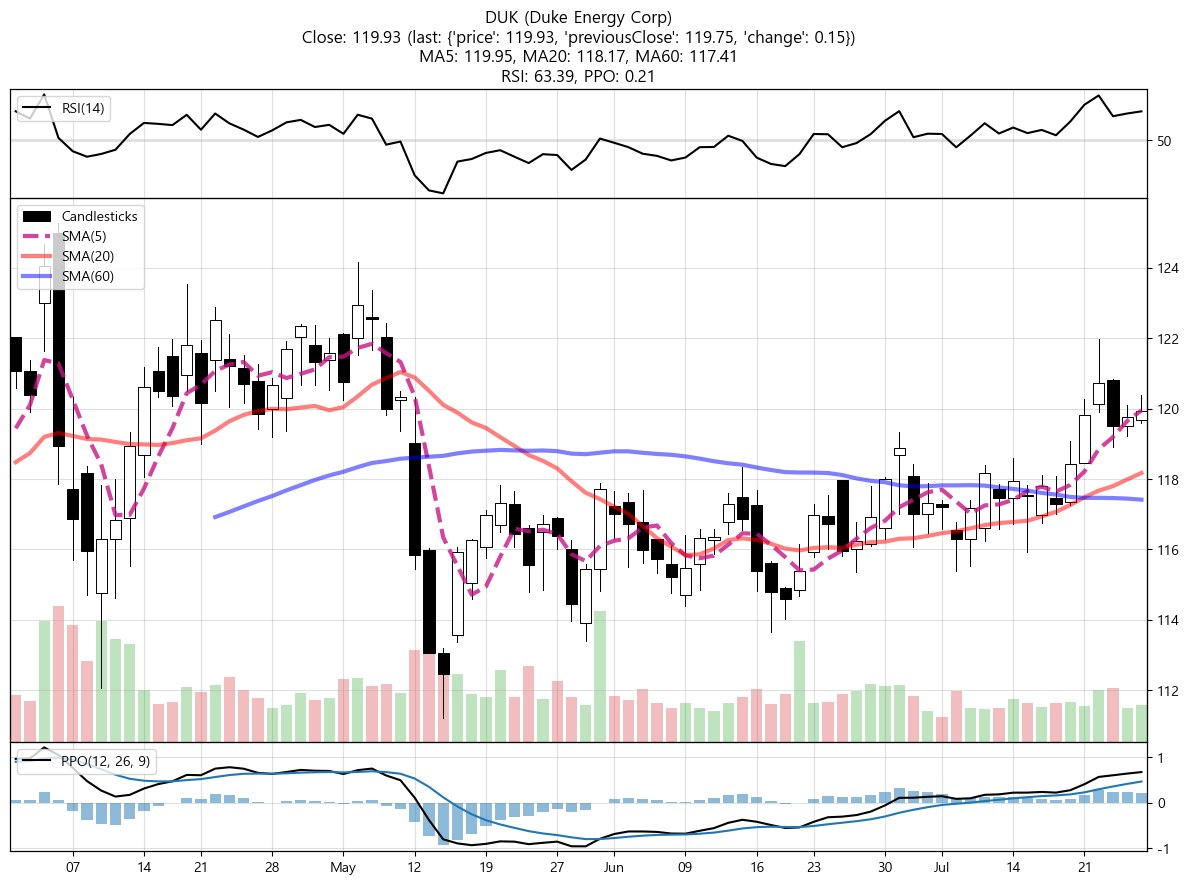 DUK (Duke Energy Corp)
Close: 119.93 (last: {'price': 119.93, 'previousClose': 119.75, 'change': 0.15})
MA5: 119.95, MA20: 118.17, MA60: 117.41
RSI: 63.39, PPO: 0.21
RSI(14)
50
Candlesticks
SMA(5)
SMA(20)
SMA(60)
124
122
120
118
116
114
112
PPO(12, 26, 9)
1
0
-1
07 14 21 28 May 12 19 27 Jun 09 16 23 30 Jul 14 21